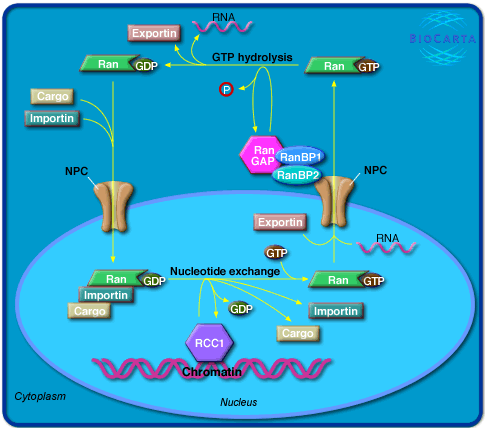 RNA
Exportin
BIOCARTA
GTP hydrolysis
Ran GDP
Ran GTP
P
Cargo
Importin
Ran
GAP
RanBP1
RanBP2
NPC
NPC
Exportin
RNA
GTP
Ran GDP
Nucleotide exchange
Ran GTP
Importin
Cargo
GDP
Importin
Cargo
RCC1
Chromatin
Cytoplasm
Nucleus